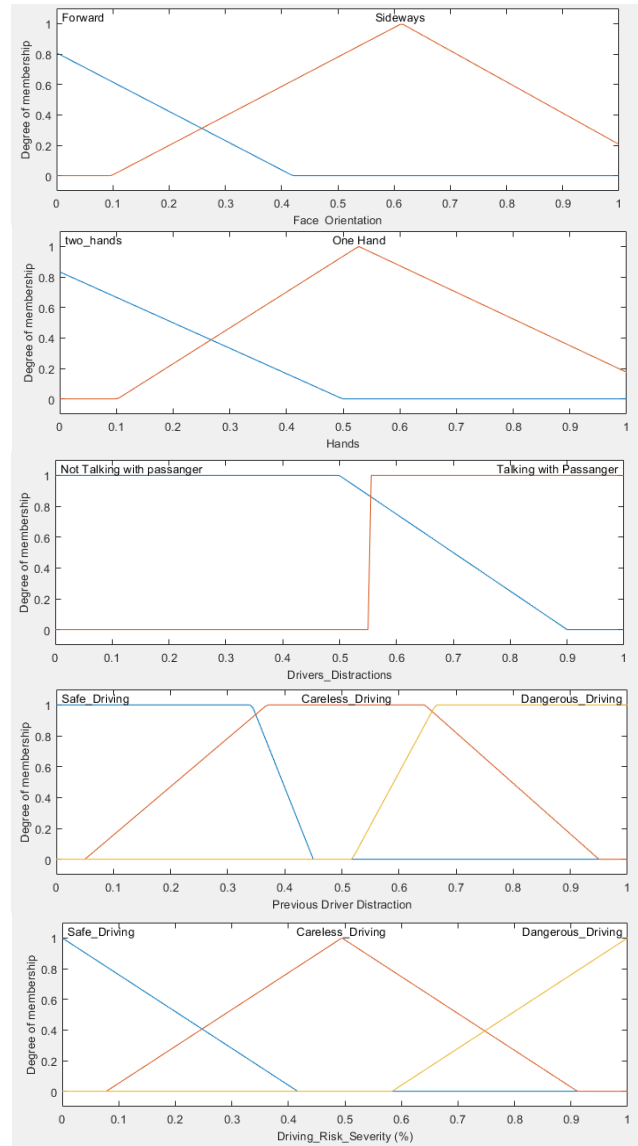 Forward Sideways
1
0.8
0.6
0.4
0.2
0
Degree of membership
0 0.1 0.2 0.3 0.4 0.5 0.6 0.7 0.8 0.9 1
Face Orientation
two_hands One Hand
1
0.8
0.6
0.4
0.2
0
Degree of membership
0 0.1 0.2 0.3 0.4 0.5 0.6 0.7 0.8 0.9 1
Hands
Not Talking with passanger Talking with Passanger
1
0.8
0.6
0.4
0.2
0
Degree of membership
0 0.1 0.2 0.3 0.4 0.5 0.6 0.7 0.8 0.9 1
Drivers_Distractions
Safe_Driving Careless_Driving Dangerous_Driving
1
0.8
0.6
0.4
0.2
0
Degree of membership
0 0.1 0.2 0.3 0.4 0.5 0.6 0.7 0.8 0.9 1
Previous Driver Distraction
Safe_Driving Careless_Driving Dangerous_Driving
1
0.8
0.6
0.4
0.2
0
Degree of membership
0 0.1 0.2 0.3 0.4 0.5 0.6 0.7 0.8 0.9 1
Driving_Risk_Severity (%)